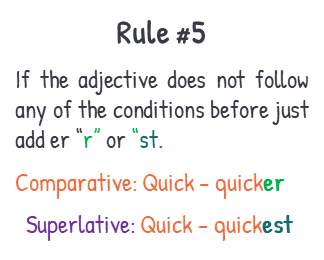 Rule #5
If the adjective does not follow
any of the conditions before just
add er “r” or “st.
Comparative: Quick – quicker
Superlative: Quick – quickest